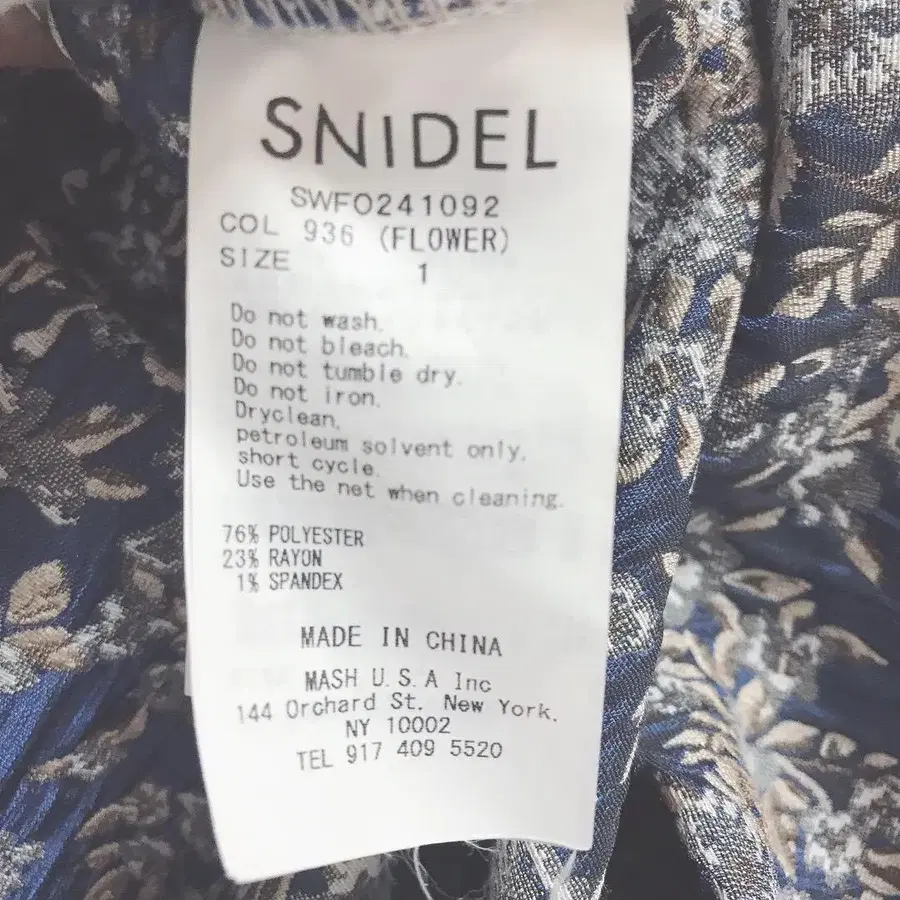 SNIDEL
SWFO241092
COL 936 (FLOWER)
SIZE 1
Do not wash.
Do not bleach.
Do not tumble dry.
Do not iron.
Dryclean,
petroleum solvent only,
short cycle.
Use the net when cleaning.
76% POLYESTER
23% RAYON
1% SPANDEX
MADE IN CHINA
MASH U.S.A Inc
144 Orchard St. New York,
NY 10002
TEL 917 409 5520